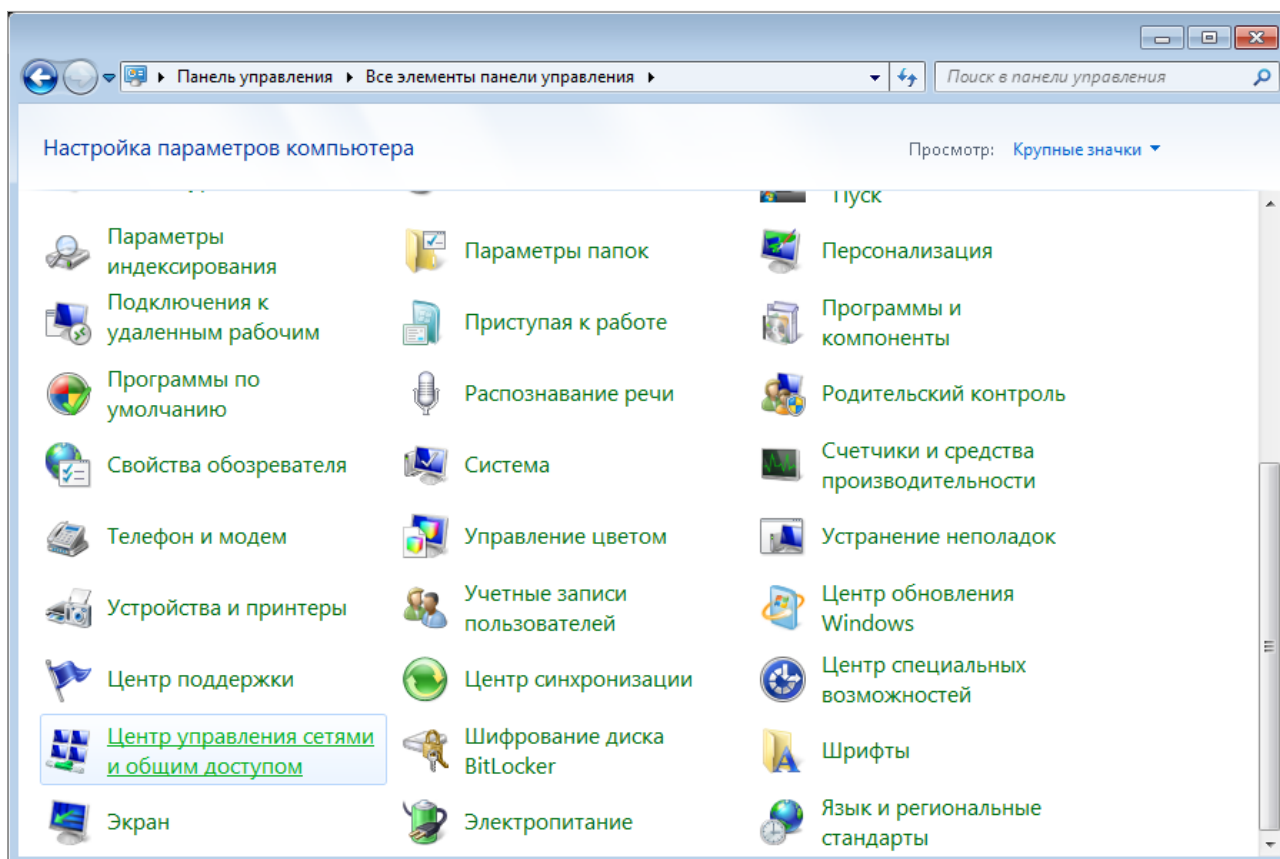 Панель управления Все элементы панели управления
Поиск в панели управления
Настройка параметров компьютера
Просмотр: Крупные значки
Пуск
Параметры
индексирования
Параметры папок
Персонализация
Подключения к
удаленным рабочим
Приступая к работе
Программы и
компоненты
Программы по
умолчанию
Распознавание речи
Родительский контроль
Свойства обозревателя
Система
Счетчики и средства
производительности
Телефон и модем
Управление цветом
Устранение неполадок
Устройства и принтеры
Учетные записи
пользователей
Центр обновления
Windows
Центр поддержки
Центр синхронизации
Центр специальных
возможностей
Центр управления сетями
и общим доступом
Шифрование диска
BitLocker
Шрифты
Экран
Электропитание
Язык и региональные
стандарты